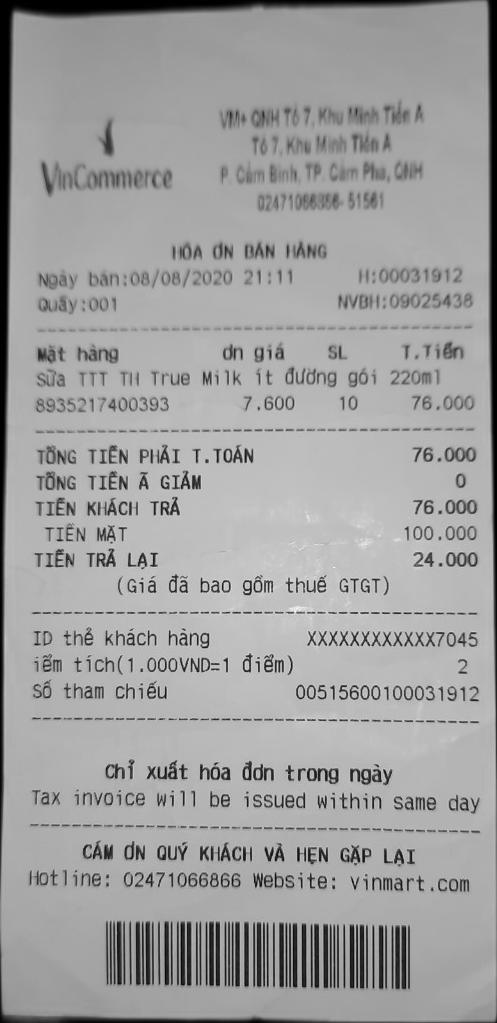 VinCommerce
VM+ QNH Tổ 7, Khu Minh Tiến A
Tổ 7, Khu Minh Tiến A
P. Cẩm Bình, TP. Cẩm Phả, QNH
02471066866- 51561
HÓA ƠN BÁN HÀNG
Ngày bán:08/08/2020 21:11 H:00031912
Quầy:001 NVBH:09025438
Mặt hàng ơn giá SL T.Tiền
Sữa TTT TH True Milk ít đường gói 220ml
8935217400393 7.600 10 76.000
TỔNG TIỀN PHẢI T.TOÁN 76.000
TỔNG TIỀN Ã GIẢM 0
TIỀN KHÁCH TRẢ 76.000
TIỀN MẶT 100.000
TIỀN TRẢ LẠI 24.000
(Giá đã bao gồm thuế GTGT)
ID thẻ khách hàng XXXXXXXXXXXX7045
iểm tích(1.000VND=1 điểm) 2
Số tham chiếu 00515600100031912
Chỉ xuất hóa đơn trong ngày
Tax invoice will be issued within same day
CÁM ƠN QUÝ KHÁCH VÀ HẸN GẶP LẠI
Hotline: 02471066866 Website: vinmart.com